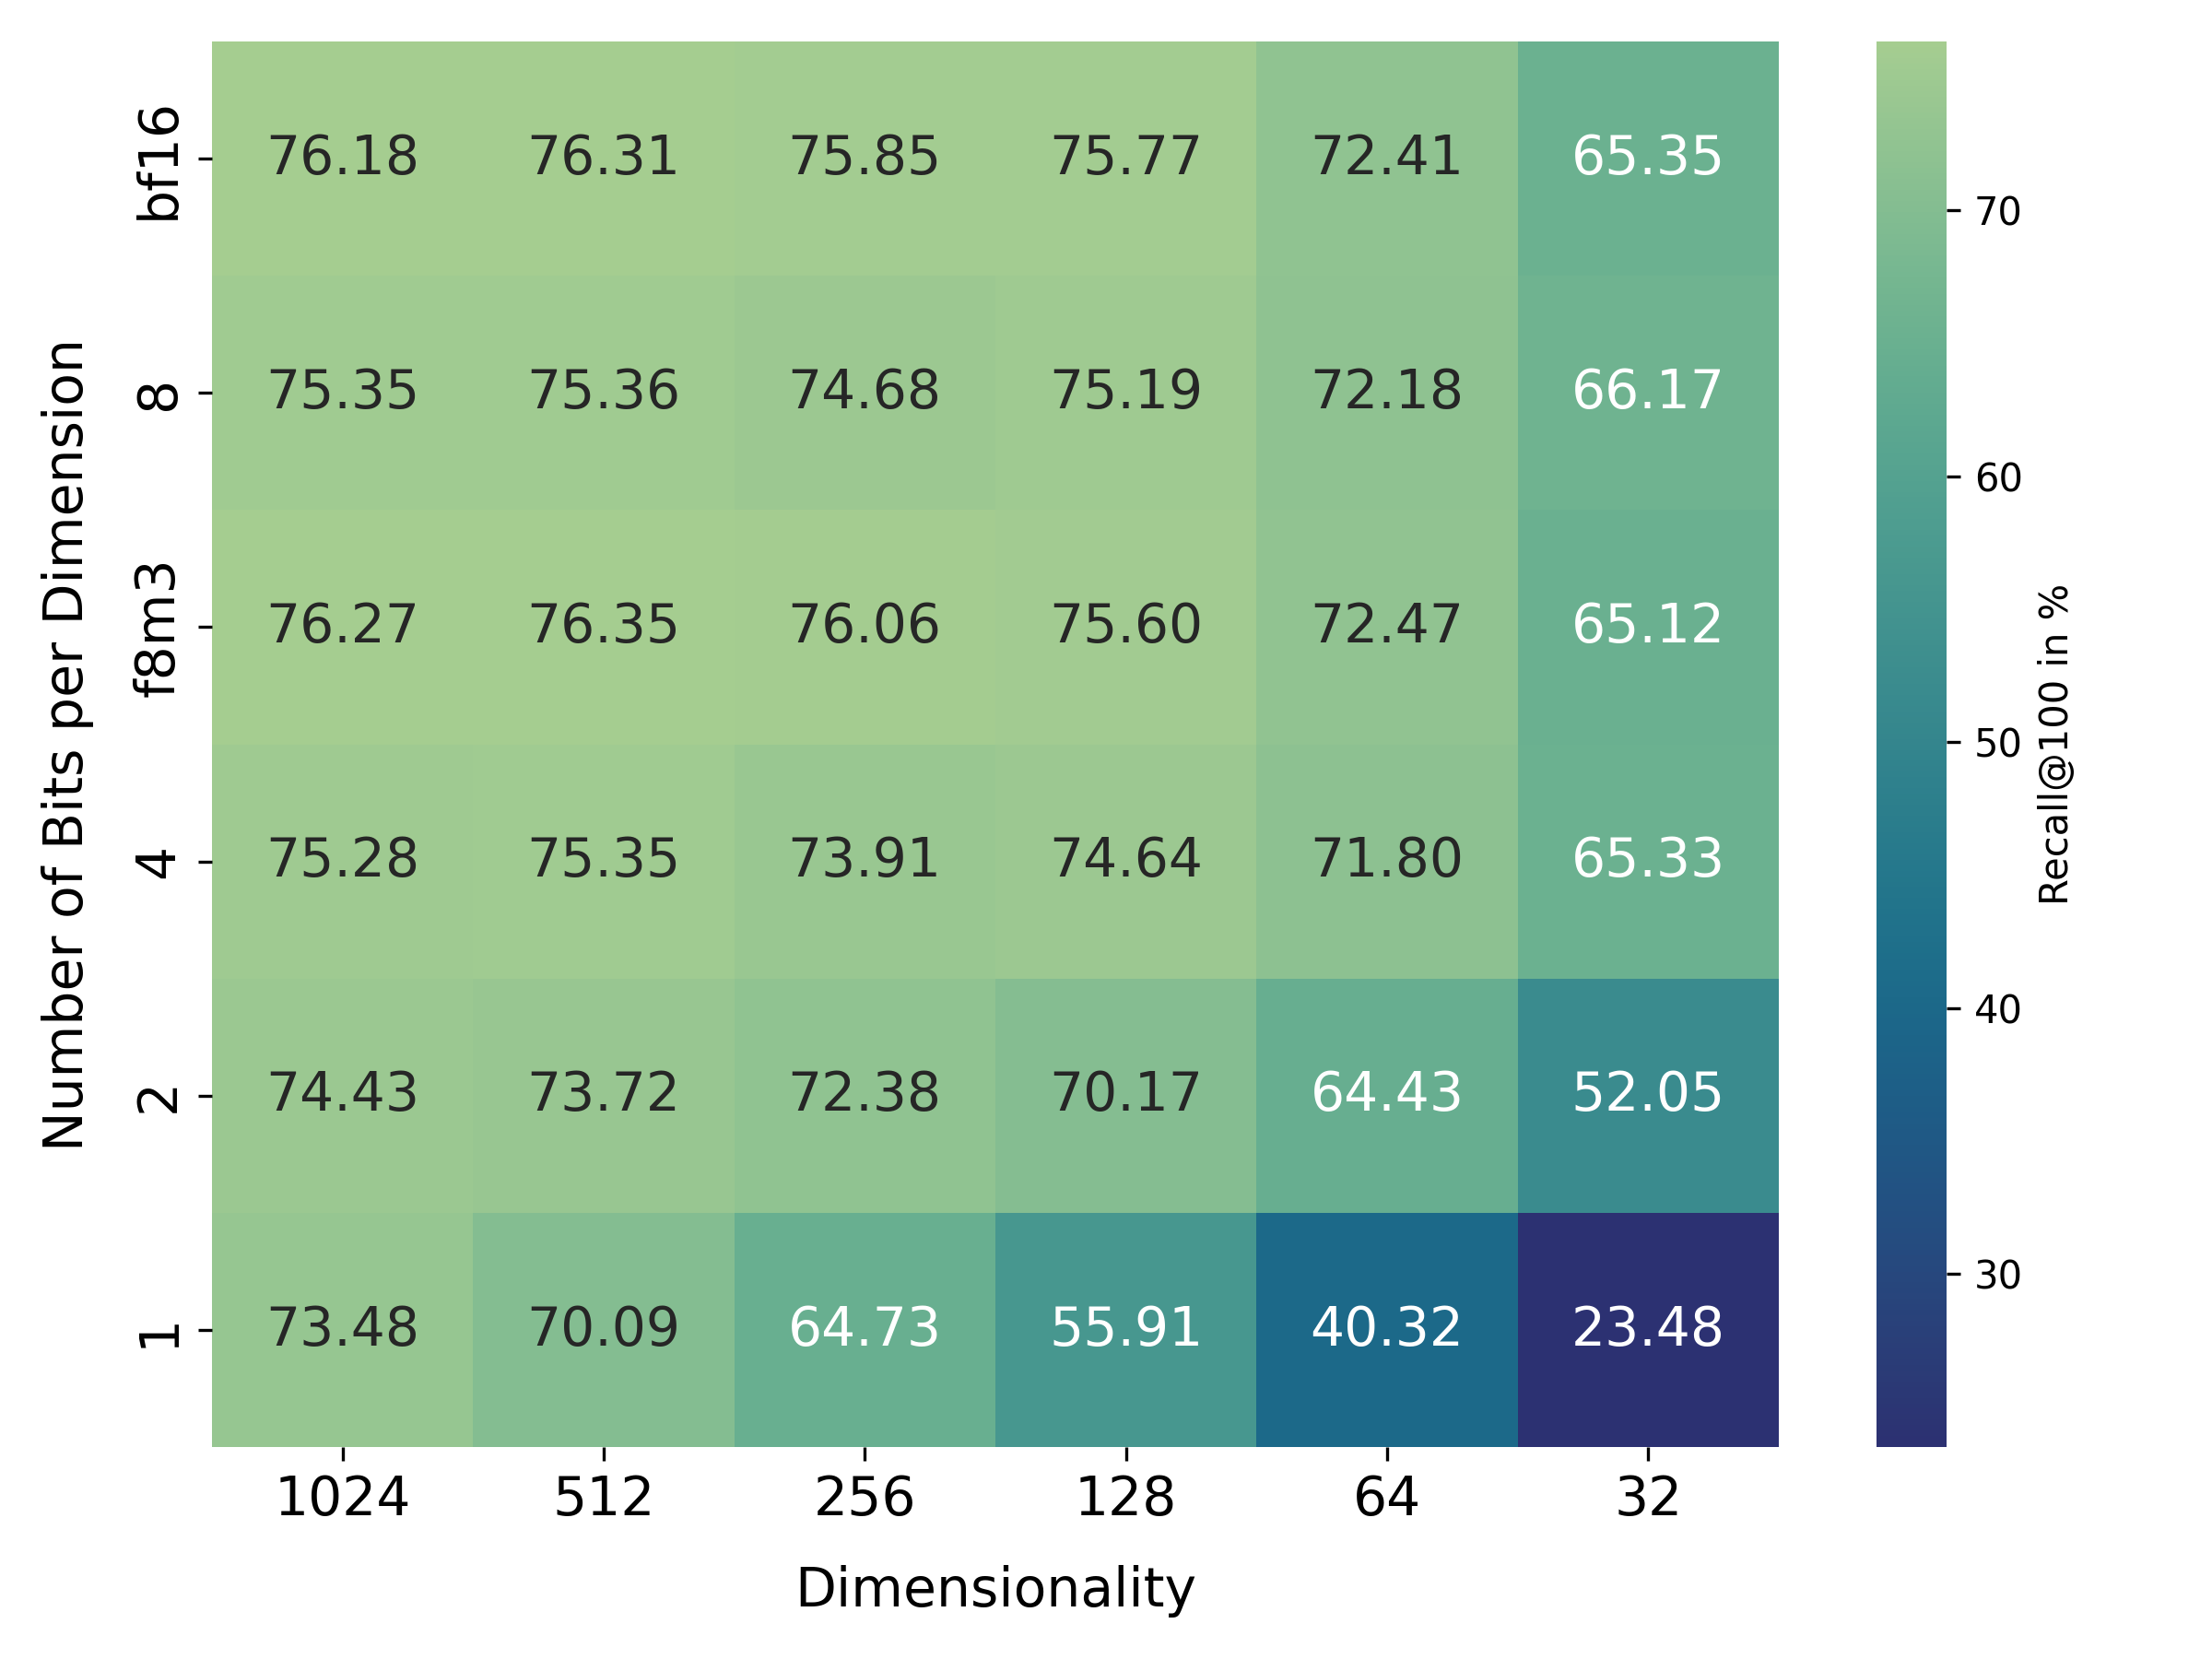 Number of Bits per Dimension
bf16 76.18 76.31 75.85 75.77 72.41 65.35
8 75.35 75.36 74.68 75.19 72.18 66.17
f8m3 76.27 76.35 76.06 75.60 72.47 65.12
4 75.28 75.35 73.91 74.64 71.80 65.33
2 74.43 73.72 72.38 70.17 64.43 52.05
1 73.48 70.09 64.73 55.91 40.32 23.48
1024 512 256 128 64 32
Dimensionality
70
60
50
40
30
Recall@100 in %